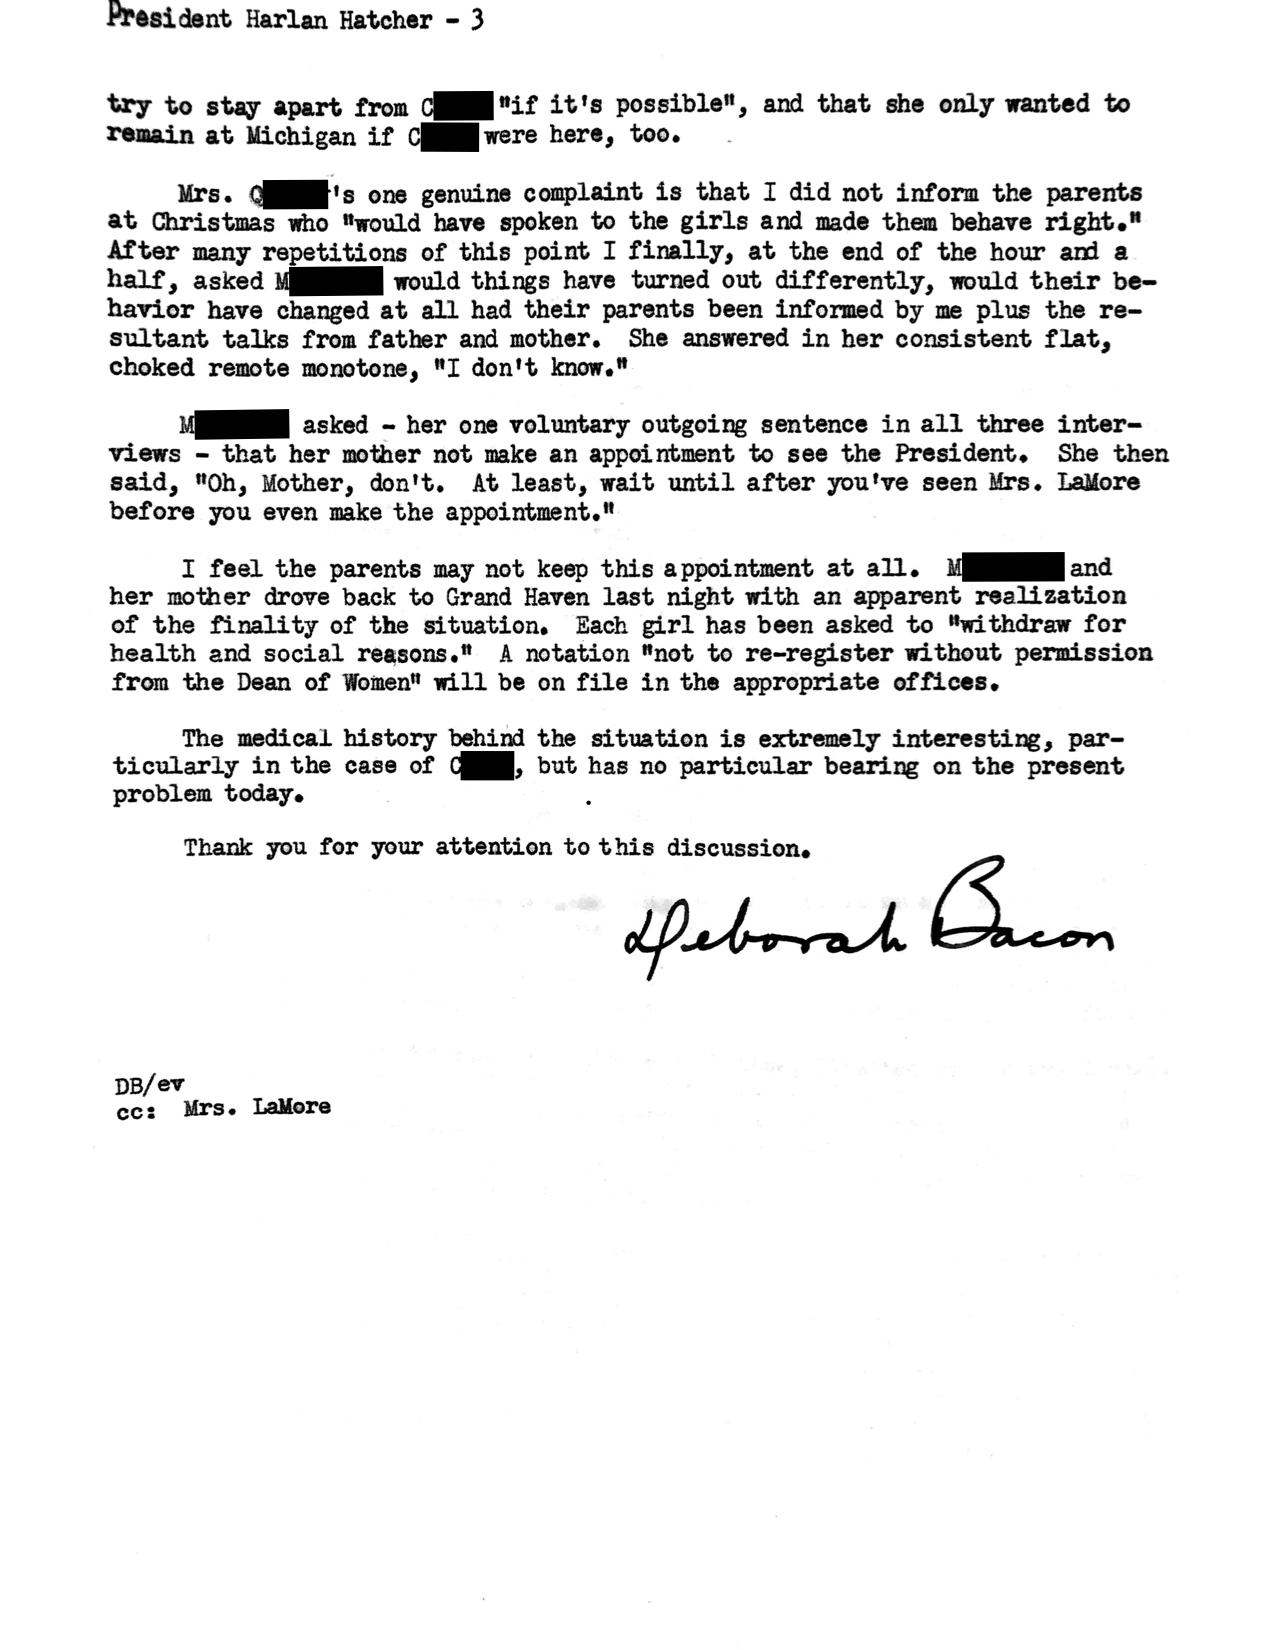 President Harlan Hatcher - 3
try to stay apart from C "if it's possible", and that she only wanted to
remain at Michigan if C were here, too.
Mrs. Q 's one genuine complaint is that I did not inform the parents
at Christmas who "would have spoken to the girls and made them behave right."
After many repetitions of this point I finally, at the end of the hour and a
half, asked M would things have turned out differently, would their be-
havior have changed at all had their parents been informed by me plus the re-
sultant talks from father and mother. She answered in her consistent flat,
choked remote monotone, "I don't know."
M asked - her one voluntary outgoing sentence in all three inter-
views - that her mother not make an appointment to see the President. She then
said, "Oh, Mother, don't. At least, wait until after you've seen Mrs. LaMore
before you even make the appointment."
I feel the parents may not keep this appointment at all. M and
her mother drove back to Grand Haven last night with an apparent realization
of the finality of the situation. Each girl has been asked to "withdraw for
health and social reasons." A notation "not to re-register without permission
from the Dean of Women" will be on file in the appropriate offices.
The medical history behind the situation is extremely interesting, par-
ticularly in the case of C , but has no particular bearing on the present
problem today.
Thank you for your attention to this discussion.
Deborah Bacon
DB/ev
cc: Mrs. LaMore